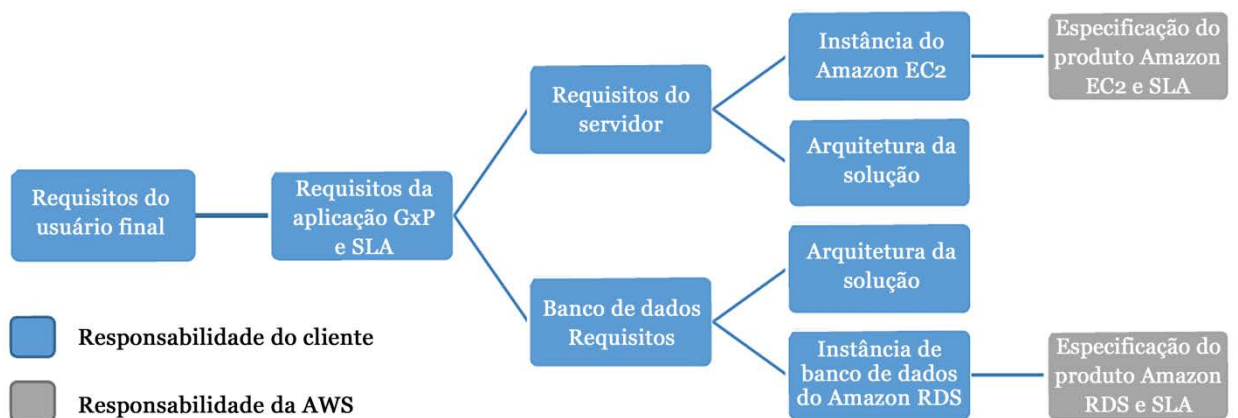 Requisitos do
usuário final
Requisitos da
aplicação GxP
e SLA
Requisitos do
servidor
Banco de dados
Requisitos
Instância do
Amazon EC2
Arquitetura da
solução
Arquitetura da
solução
Instância de
banco de dados
do Amazon RDS
Especificação do
produto Amazon
EC2 e SLA
Especificação do
produto Amazon
RDS e SLA
Responsabilidade do cliente
Responsabilidade da AWS